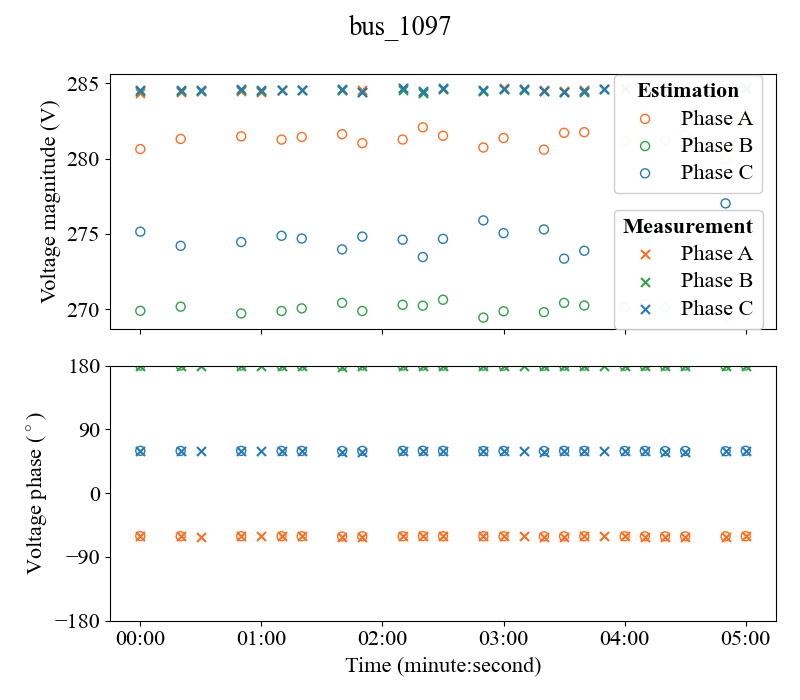 bus_1097
Voltage magnitude (V)
285
280
275
270
Estimation
Phase A
Phase B
Phase C
Measurement
Phase A
Phase B
Phase C
Voltage phase (°)
180
90
0
−90
−180
00:00 01:00 02:00 03:00 04:00 05:00
Time (minute:second)